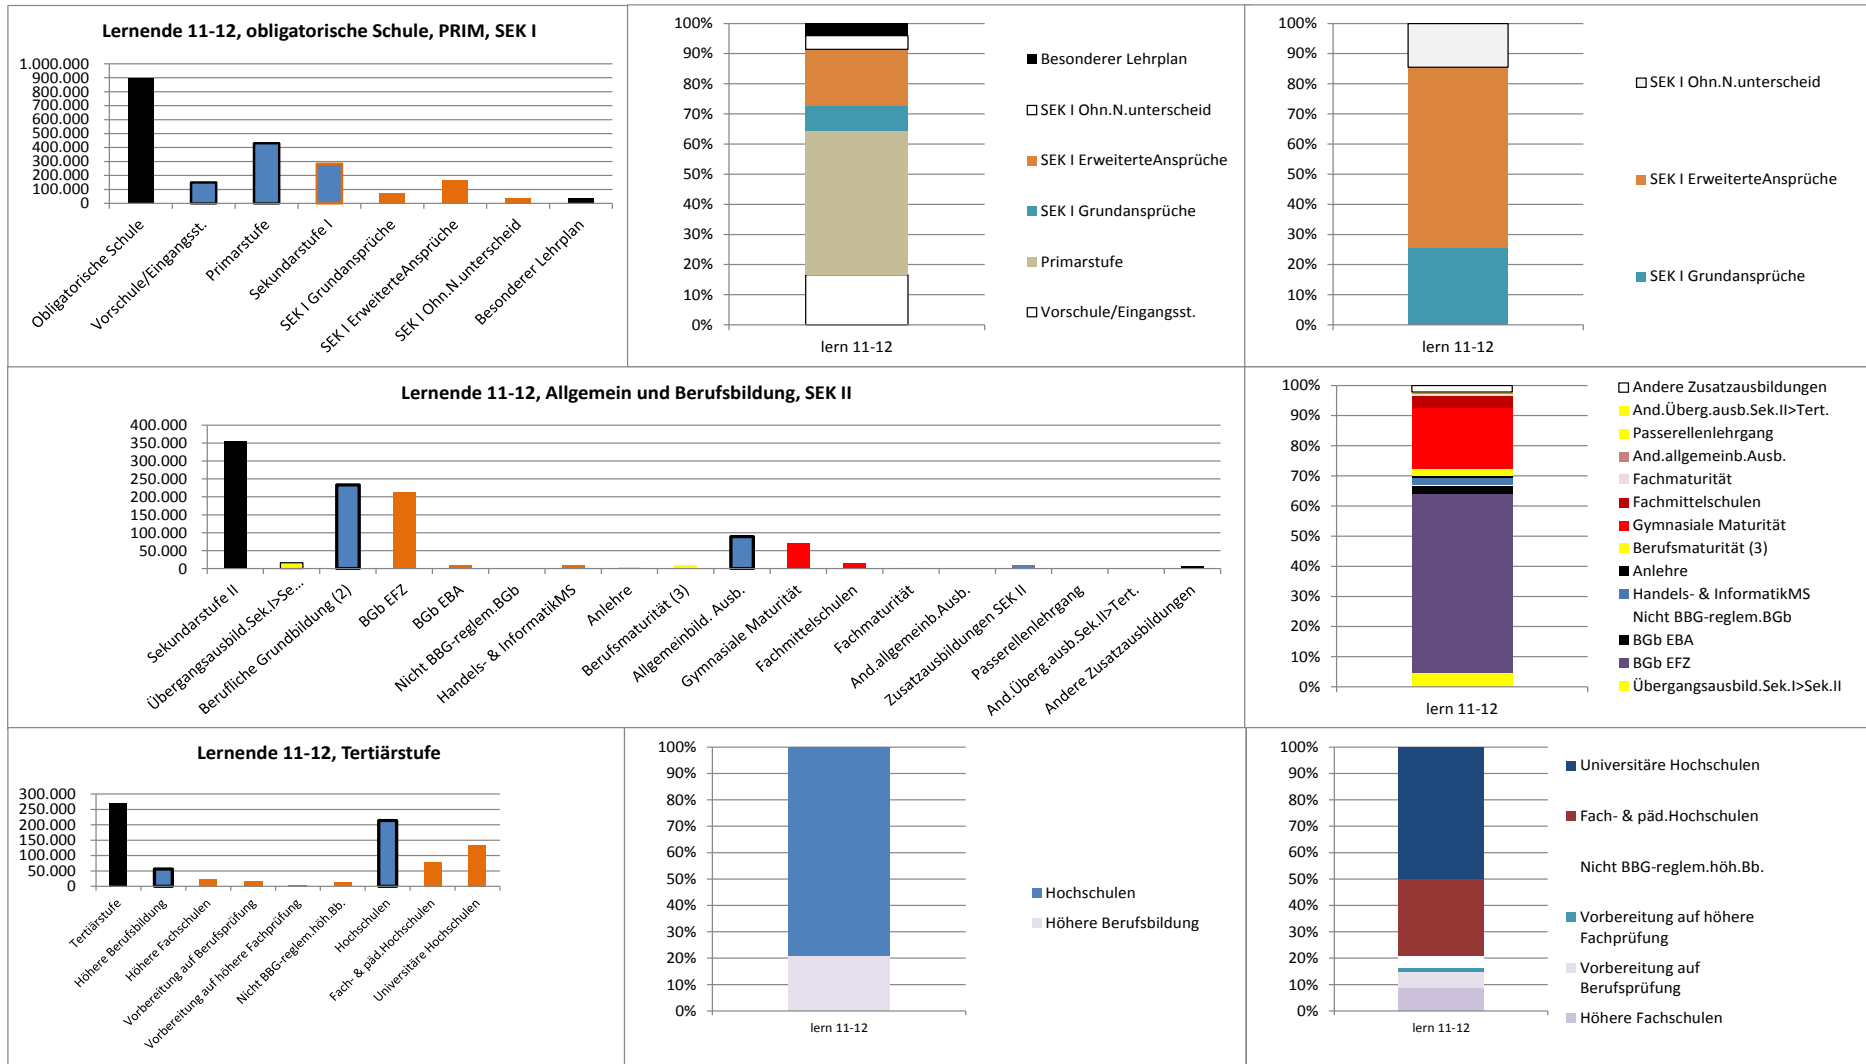 Lernende 11-12, obligatorische Schule, PRIM, SEK I
1.000.000
900.000
800.000
700.000
600.000
500.000
400.000
300.000
200.000
100.000
0
Obligatorische Schule
Vorschule/Eingangsst.
Primarstufe
Sekundarstufe I
SEK I Grundansprüche
SEK I ErweiterteAnsprüche
SEK I Ohn.N.unterscheid
Besonderer Lehrplan
100%
90%
80%
70%
60%
50%
40%
30%
20%
10%
0%
lern 11-12
Besonderer Lehrplan
SEK I Ohn.N.unterscheid
SEK I ErweiterteAnsprüche
SEK I Grundansprüche
Primarstufe
Vorschule/Eingangsst.
100%
90%
80%
70%
60%
50%
40%
30%
20%
10%
0%
lern 11-12
SEK I Ohn.N.unterscheid
SEK I ErweiterteAnsprüche
SEK I Grundansprüche
Lernende 11-12, Allgemein und Berufsbildung, SEK II
400.000
350.000
300.000
250.000
200.000
150.000
100.000
50.000
0
Sekundarstufe II
Übergangsausbild.Sek.I>Se...
Berufliche Grundbildung (2)
BGb EFZ
BGb EBA
Nicht BBG-reglem.BGb
Handels- & InformatikMS
Anlehre
Berufsmaturität (3)
Allgemeinbild. Ausb.
Gymnasiale Maturität
Fachmittelschulen
Fachmaturität
And.allgemeinb.Ausb.
Zusatzausbildungen SEK II
Passerellenlehrgang
And.Überg.ausb.Sek.II>Tert.
Andere Zusatzausbildungen
100%
90%
80%
70%
60%
50%
40%
30%
20%
10%
0%
lern 11-12
Andere Zusatzausbildungen
And.Überg.ausb.Sek.II>Tert.
Passerellenlehrgang
And.allgemeinb.Ausb.
Fachmaturität
Fachmittelschulen
Gymnasiale Maturität
Berufsmaturität (3)
Anlehre
Handels- & InformatikMS
Nicht BBG-reglem.BGb
BGb EBA
BGb EFZ
Übergangsausbild.Sek.I>Sek.II
Lernende 11-12, Tertiärstufe
300.000
250.000
200.000
150.000
100.000
50.000
0
Tertiärstufe
Höhere Berufsbildung
Höhere Fachschulen
Vorbereitung auf Berufsprüfung
Vorbereitung auf höhere Fachprüfung
Nicht BBG-reglem.höh.Bb.
Hochschulen
Fach- & päd.Hochschulen
Universitäre Hochschulen
100%
90%
80%
70%
60%
50%
40%
30%
20%
10%
0%
lern 11-12
Hochschulen
Höhere Berufsbildung
100%
90%
80%
70%
60%
50%
40%
30%
20%
10%
0%
lern 11-12
Universitäre Hochschulen
Fach- & päd.Hochschulen
Nicht BBG-reglem.höh.Bb.
Vorbereitung auf höhere
Fachprüfung
Vorbereitung auf
Berufsprüfung
Höhere Fachschulen